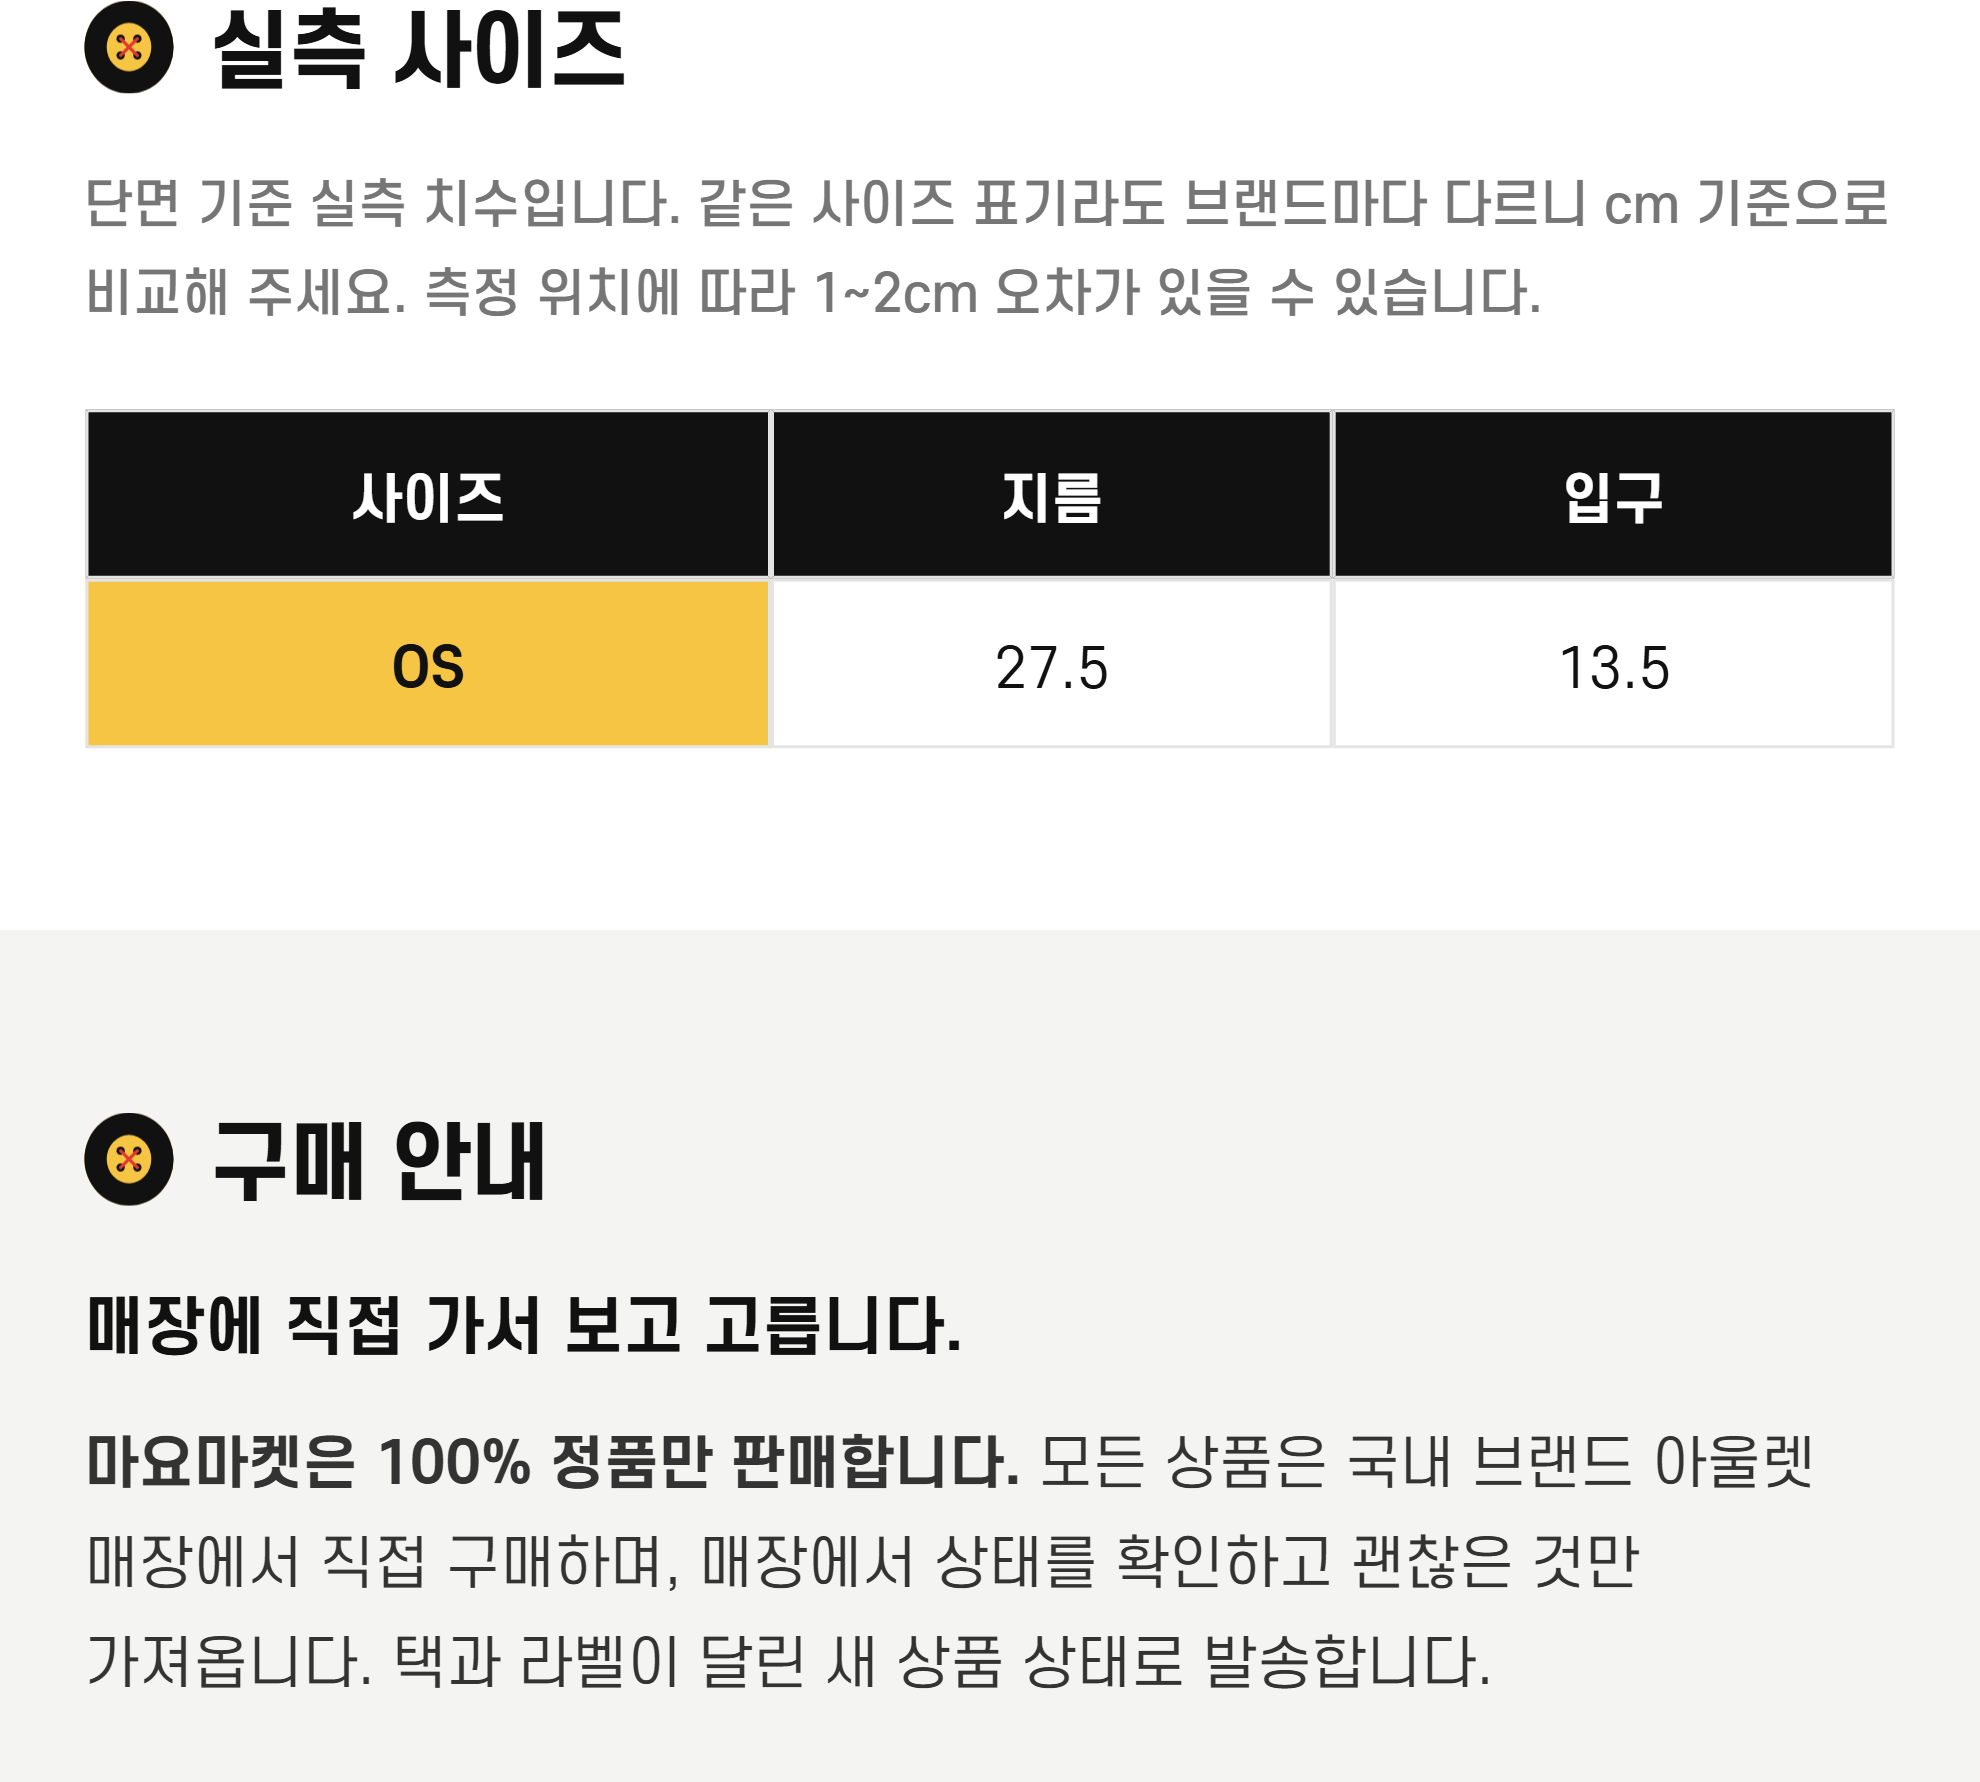 실측 사이즈
단면 기준 실측 치수입니다. 같은 사이즈 표기라도 브랜드마다 다르니 cm 기준으로
비교해 주세요. 측정 위치에 따라 1~2cm 오차가 있을 수 있습니다.
사이즈 지름 입구
OS 27.5 13.5
구매 안내
매장에 직접 가서 보고 고릅니다.
마요마켓은 100% 정품만 판매합니다. 모든 상품은 국내 브랜드 아울렛
매장에서 직접 구매하며, 매장에서 상태를 확인하고 괜찮은 것만
가져옵니다. 택과 라벨이 달린 새 상품 상태로 발송합니다.